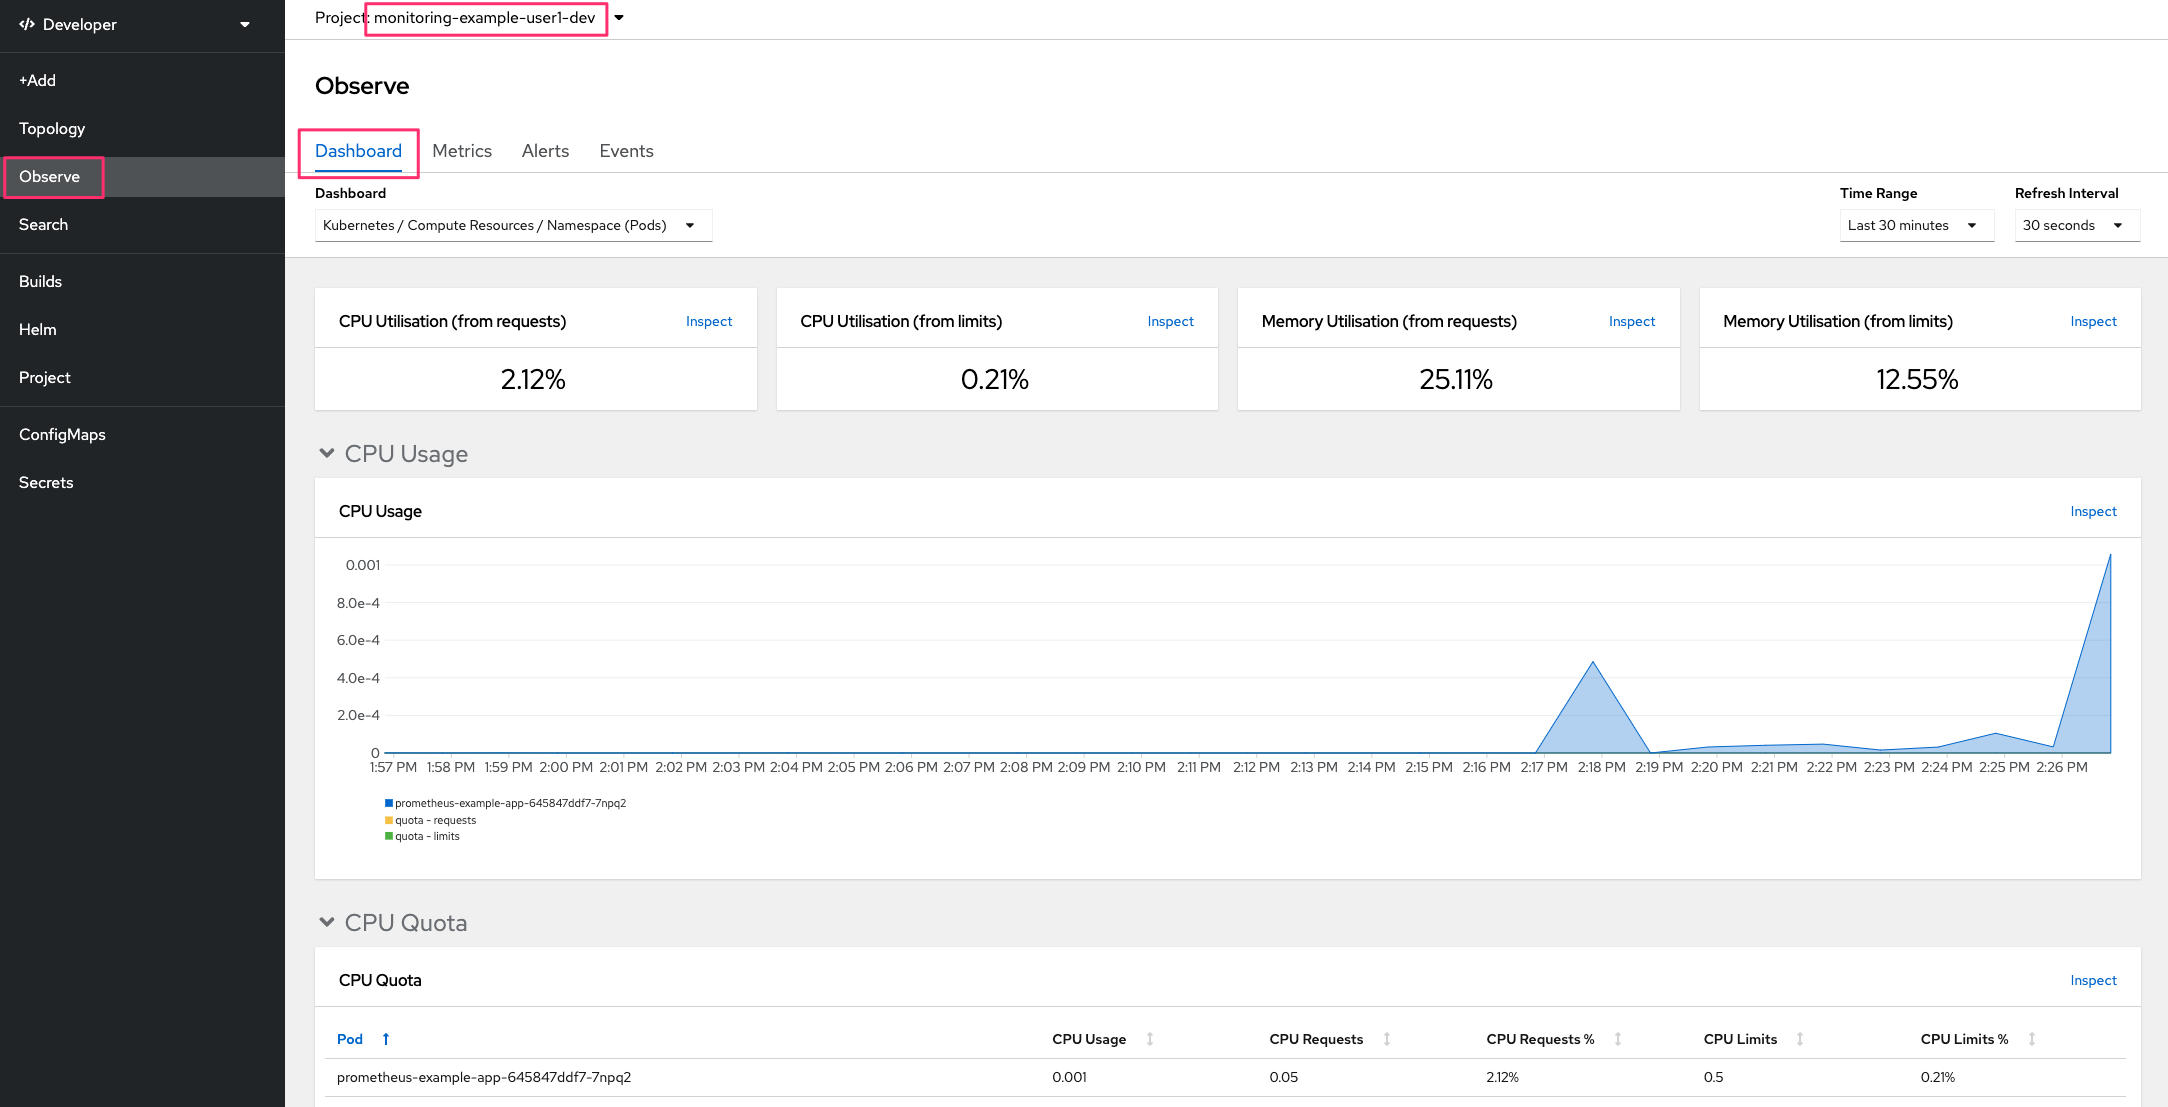 Developer
+Add
Topology
Observe
Search
Builds
Helm
Project
ConfigMaps
Secrets
Project: monitoring-example-user1-dev
Observe
Dashboard Metrics Alerts Events
Dashboard Time Range Refresh Interval
Kubernetes / Compute Resources / Namespace (Pods) Last 30 minutes 30 seconds
CPU Utilisation (from requests) Inspect CPU Utilisation (from limits) Inspect Memory Utilisation (from requests) Inspect Memory Utilisation (from limits) Inspect
2.12% 0.21% 25.11% 12.55%
CPU Usage
CPU Usage Inspect
0.001
8.0e-4
6.0e-4
4.0e-4
2.0e-4
0
1:57 PM 1:58 PM 1:59 PM 2:00 PM 2:01 PM 2:02 PM 2:03 PM 2:04 PM 2:05 PM 2:06 PM 2:07 PM 2:08 PM 2:09 PM 2:10 PM 2:11 PM 2:12 PM 2:13 PM 2:14 PM 2:15 PM 2:16 PM 2:17 PM 2:18 PM 2:19 PM 2:20 PM 2:21 PM 2:22 PM 2:23 PM 2:24 PM 2:25 PM 2:26 PM
prometheus-example-app-645847ddf7-7npq2
quota - requests
quota - limits
CPU Quota
CPU Quota Inspect
Pod CPU Usage CPU Requests CPU Requests % CPU Limits CPU Limits %
prometheus-example-app-645847ddf7-7npq2 0.001 0.05 2.12% 0.5 0.21%